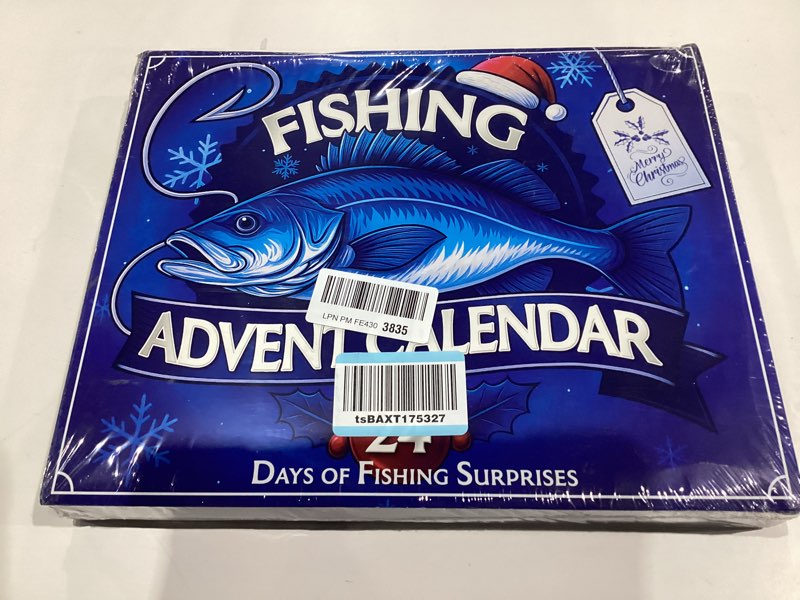 FISHING
Merry
Christmas
LPN PM FE430 3835
ADVENT CALENDAR
tsBAXT175327
24
DAYS OF FISHING SURPRISES